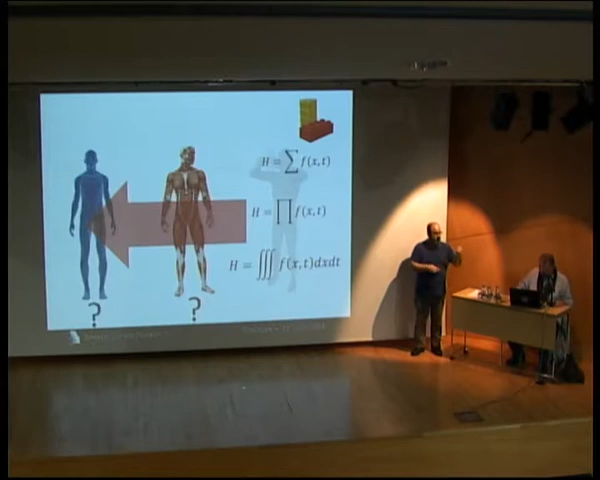 H = ∑ f(x,t)
H = ∏ f(x,t)
H = ∭ f(x,t)dxdt
? ?